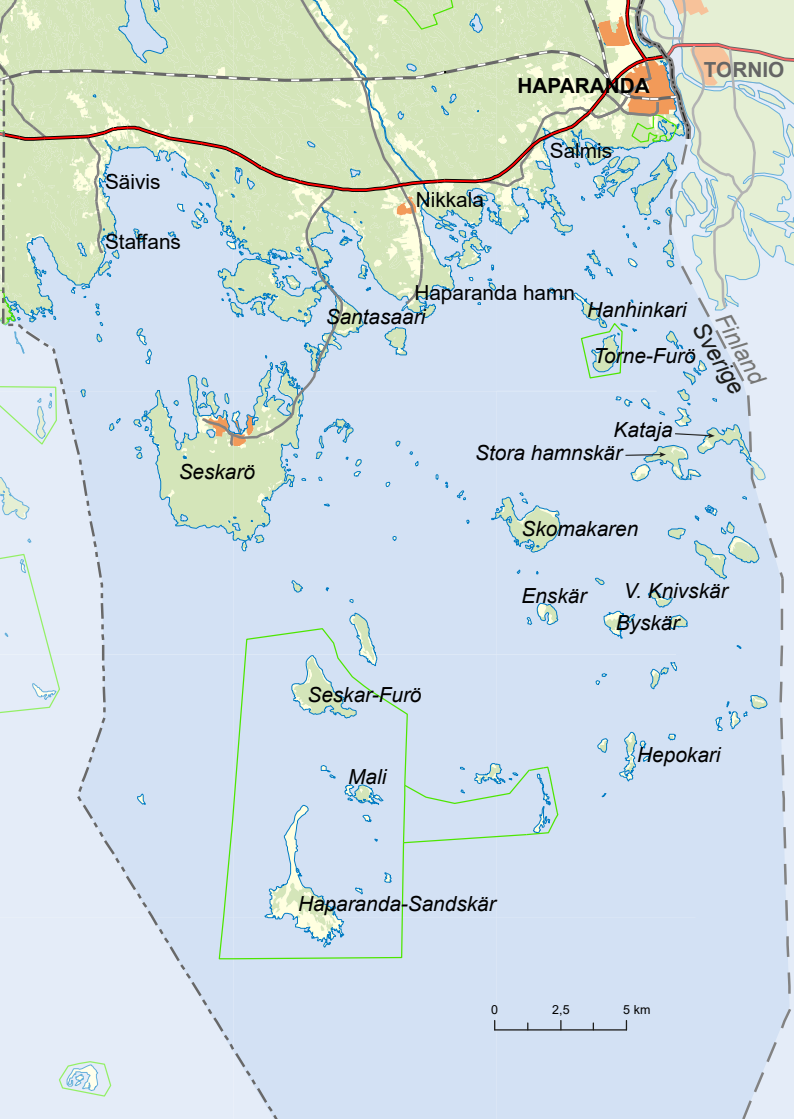 TORNIO
HAPARANDA
Salmis
Säivis
Nikkala
Staffans
Haparanda hamn
Hanhinkari
Santasaari
Finland
Sverige
Torne-Furö
Kataja
Stora hamnskär
Seskarö
Skomakaren
V. Knivskär
Enskär
Byskär
Seskar-Furö
Hepokari
Mali
Haparanda-Sandskär
0 2,5 5 km